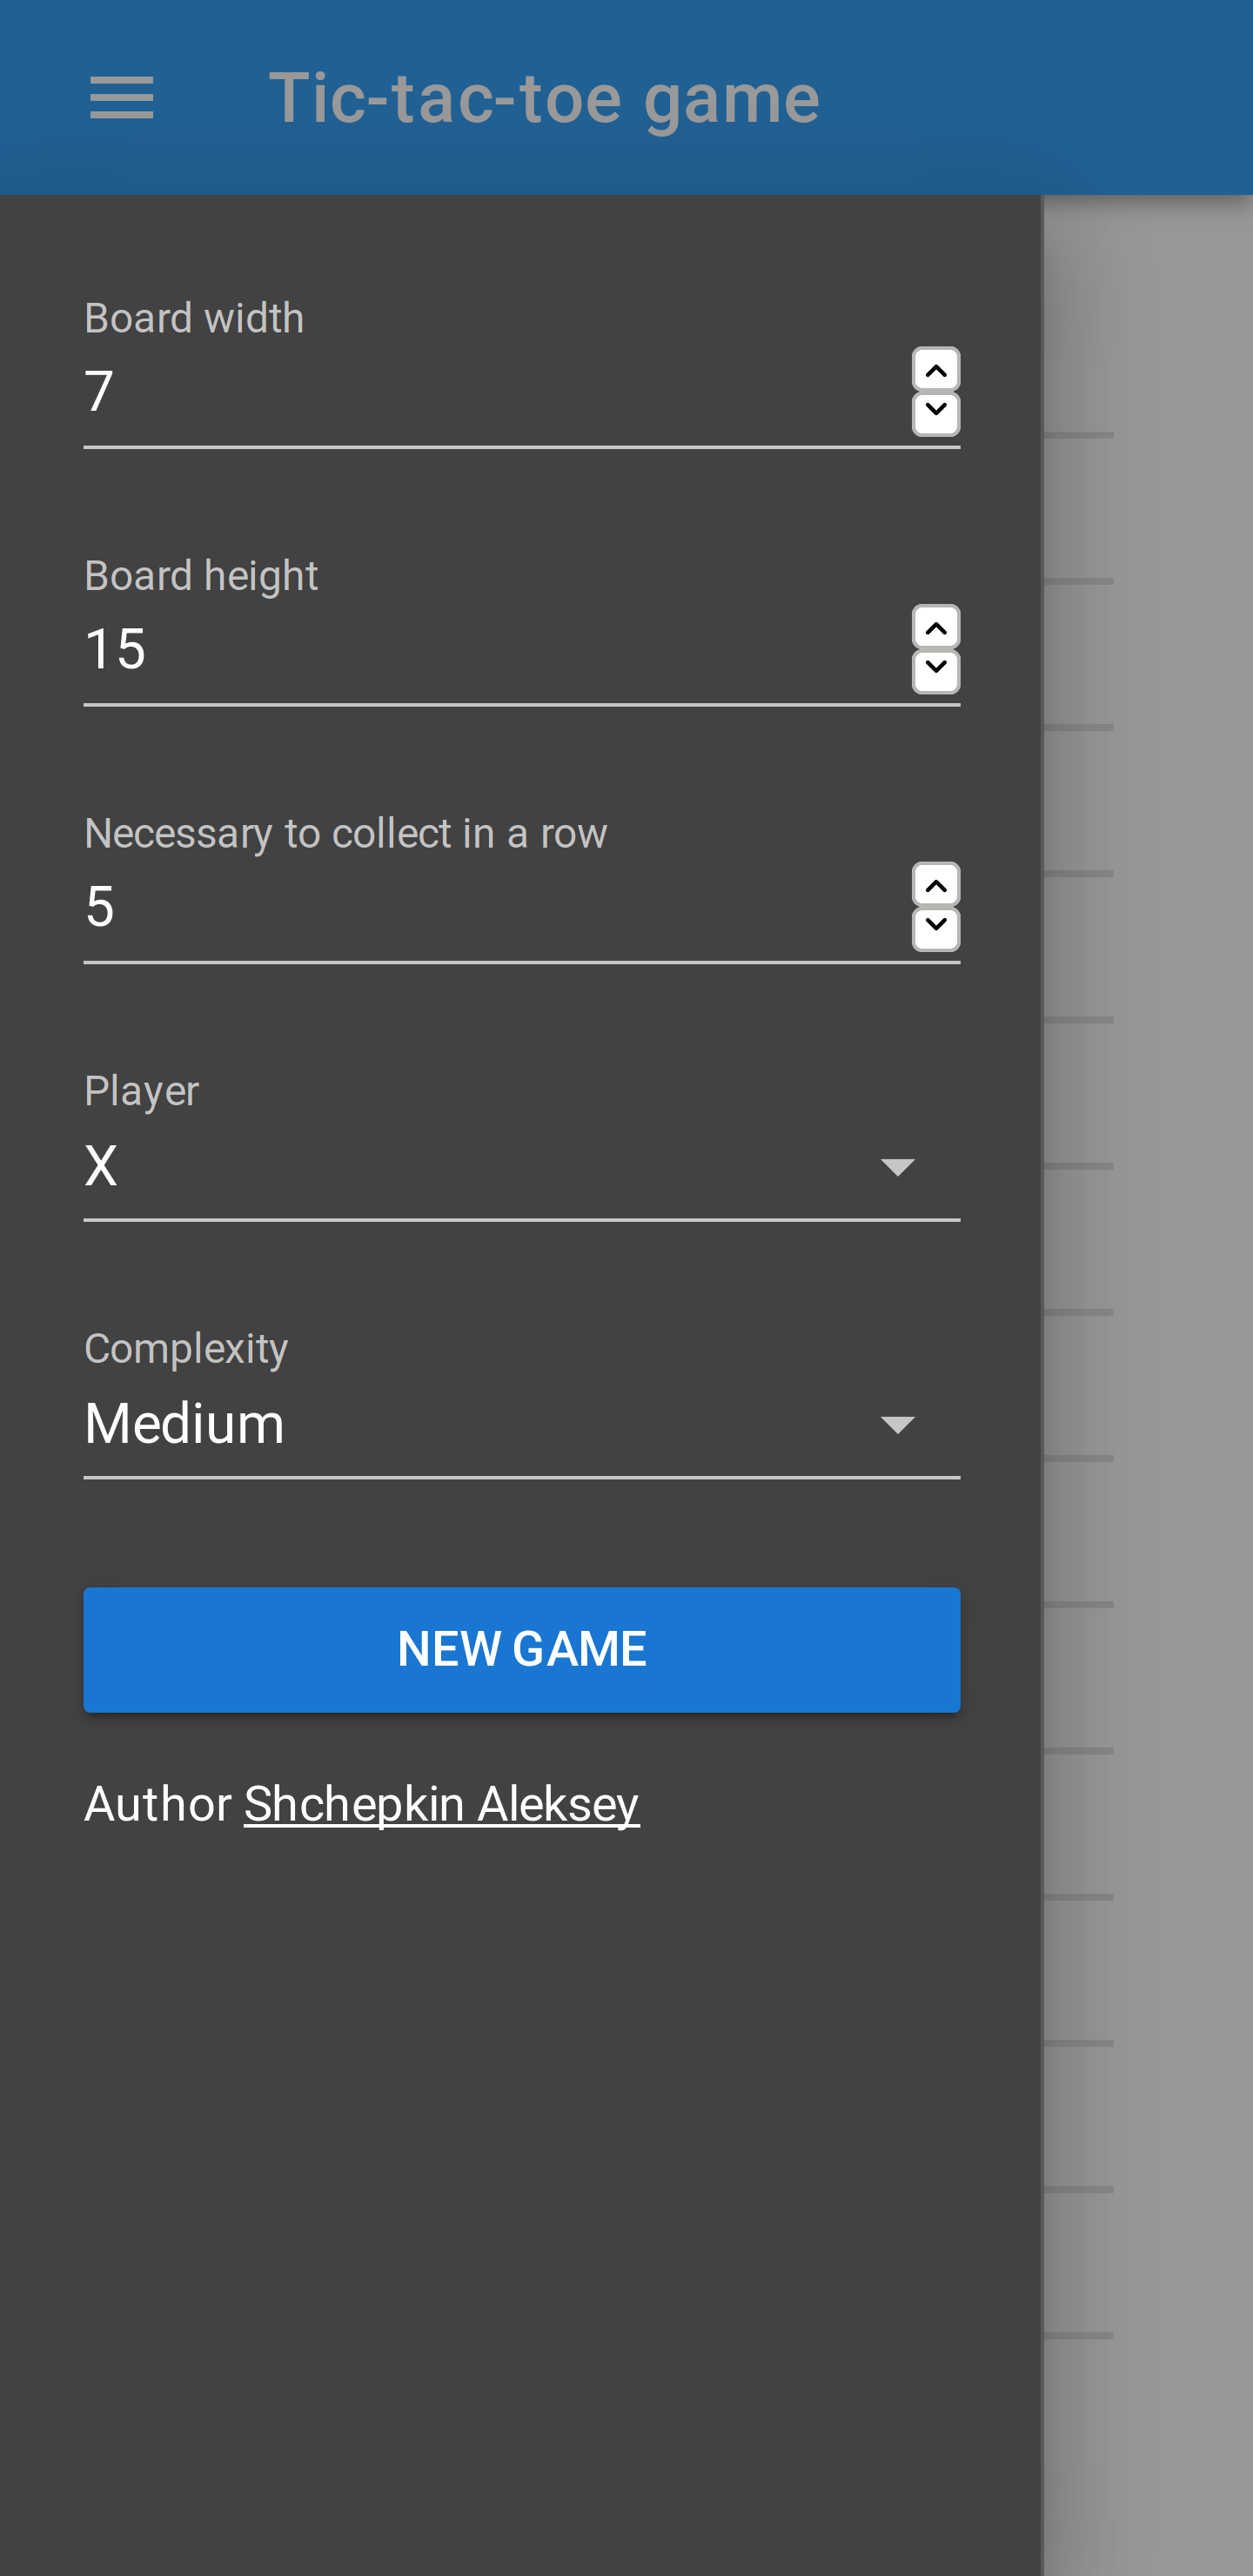 Tic-tac-toe game
Board width
7
Board height
15
Necessary to collect in a row
5
Player
X
Complexity
Medium
NEW GAME
Author Shchepkin Aleksey